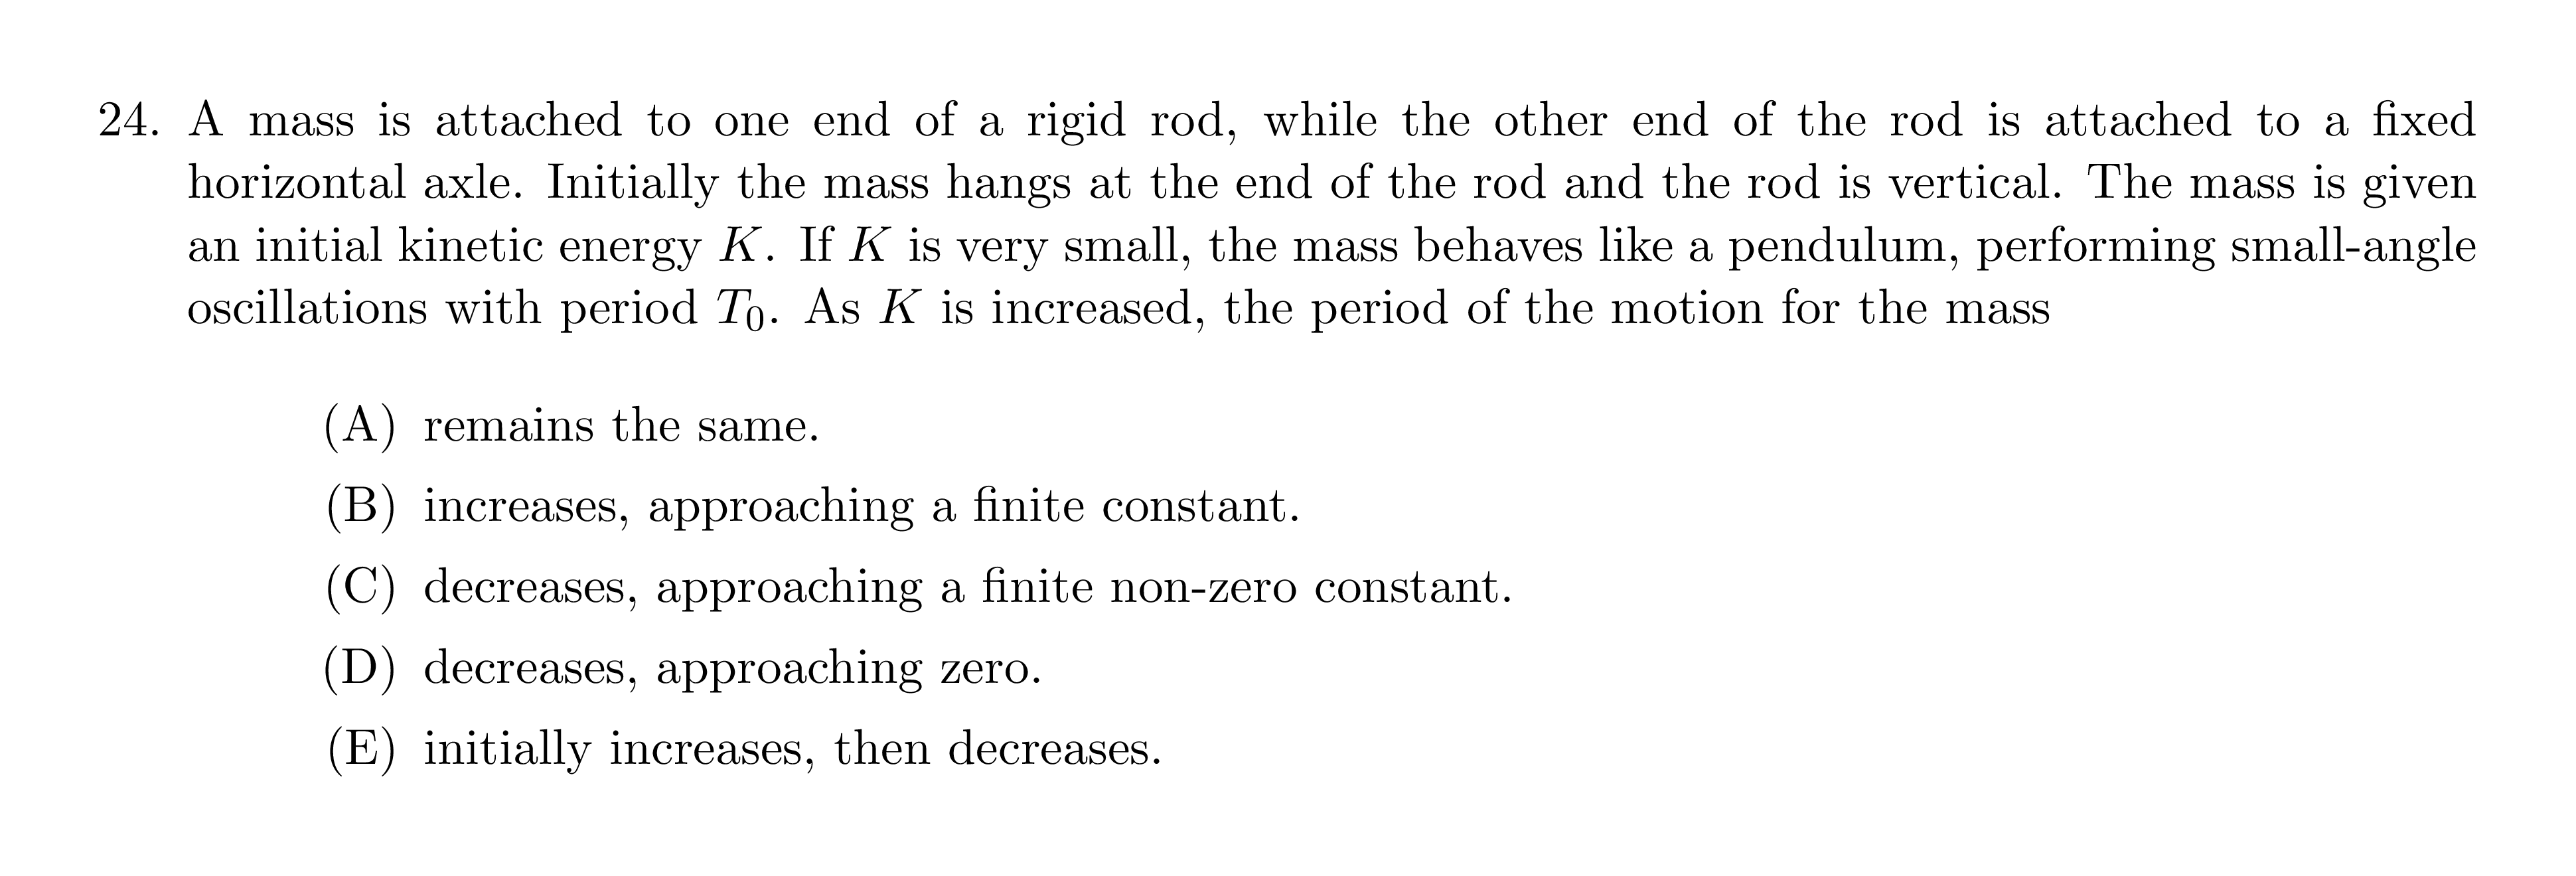 24. A mass is attached to one end of a rigid rod, while the other end of the rod is attached to a fixed
horizontal axle. Initially the mass hangs at the end of the rod and the rod is vertical. The mass is given
an initial kinetic energy K. If K is very small, the mass behaves like a pendulum, performing small-angle
oscillations with period T₀. As K is increased, the period of the motion for the mass
(A) remains the same.
(B) increases, approaching a finite constant.
(C) decreases, approaching a finite non-zero constant.
(D) decreases, approaching zero.
(E) initially increases, then decreases.